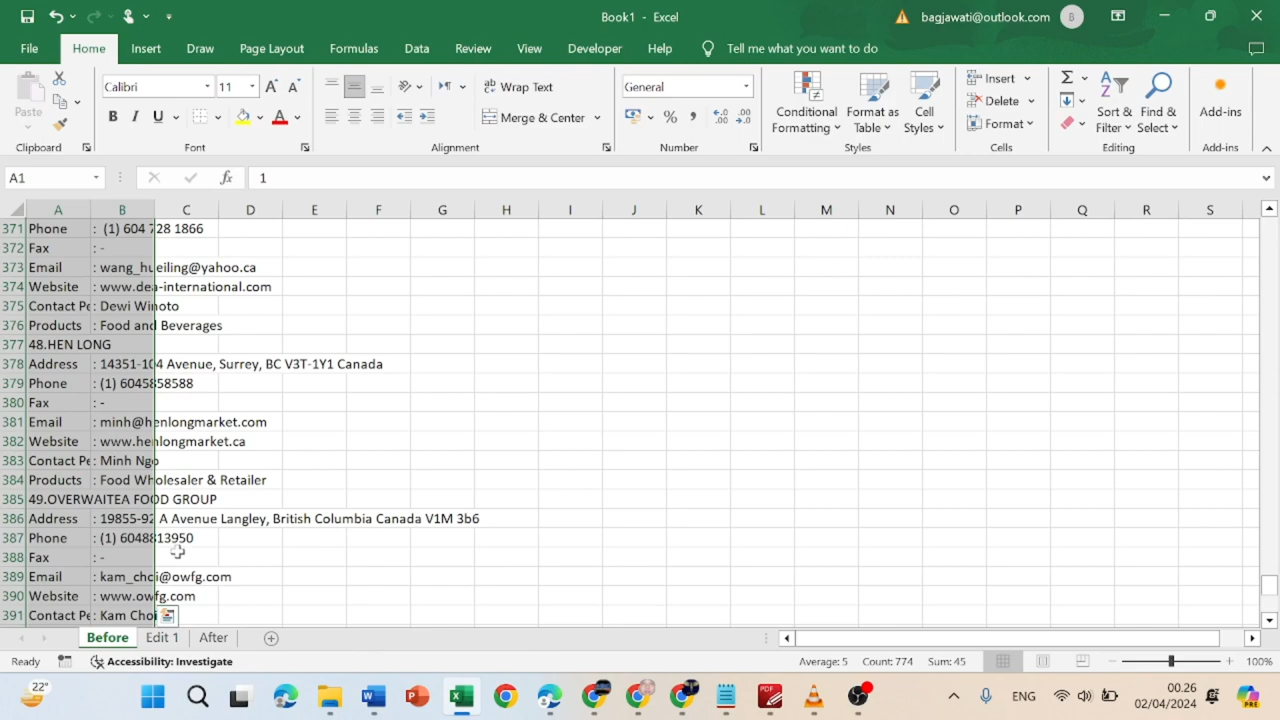 Book1 - Excel
bagjawati@outlook.com
B
File Home Insert Draw Page Layout Formulas Data Review View Developer Help Tell me what you want to do
Calibri 11 Wrap Text General Insert
Paste Conditional Format as Cell Delete Sort & Find & Add-ins
B I U Merge & Center Formatting Table Styles Format Filter Select
Clipboard Font Alignment Number Styles Cells Editing Add-ins
A1 fx 1
A B C D E F G H I J K L M N O P Q R S
371 Phone : (1) 604 728 1866
372 Fax : -
373 Email : wang_hueiling@yahoo.ca
374 Website : www.dea-international.com
375 Contact Pe : Dewi Winoto
376 Products : Food and Beverages
377 48.HEN LONG
378 Address : 14351-104 Avenue, Surrey, BC V3T-1Y1 Canada
379 Phone : (1) 6045858588
380 Fax : -
381 Email : minh@henlongmarket.com
382 Website : www.henlongmarket.ca
383 Contact Pe : Minh Ngo
384 Products : Food Wholesaler & Retailer
385 49.OVERWAITEA FOOD GROUP
386 Address : 19855-92 A Avenue Langley, British Columbia Canada V1M 3b6
387 Phone : (1) 6048813950
388 Fax : -
389 Email : kam_choi@owfg.com
390 Website : www.owfg.com
391 Contact Pe : Kam Choi
Before Edit 1 After
Ready Accessibility: Investigate Average: 5 Count: 774 Sum: 45 100%
22° ENG 00.26
02/04/2024
PRE